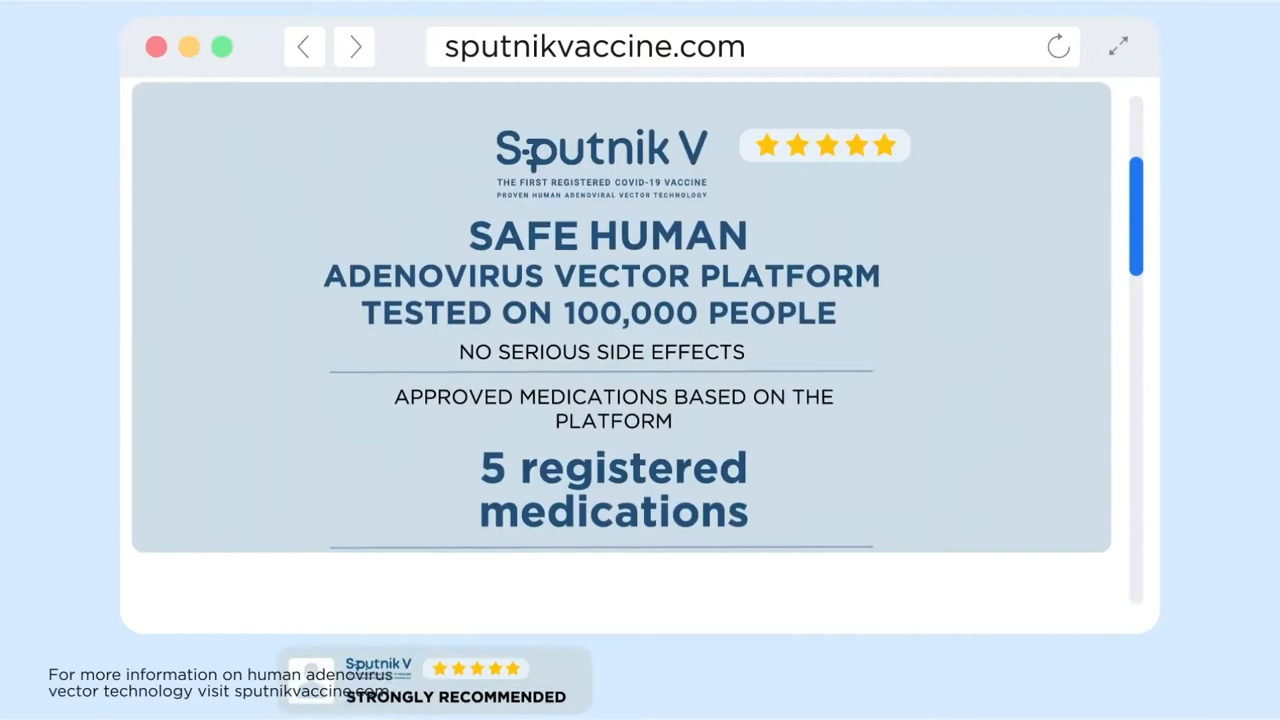 sputnikvaccine.com
Sputnik V
THE FIRST REGISTERED COVID-19 VACCINE
PROVEN HUMAN ADENOVIRAL VECTOR TECHNOLOGY
SAFE HUMAN
ADENOVIRUS VECTOR PLATFORM
TESTED ON 100,000 PEOPLE
NO SERIOUS SIDE EFFECTS
APPROVED MEDICATIONS BASED ON THE
PLATFORM
5 registered
medications
Sputnik V
For more information on human adenovirus
vector technology visit sputnikvaccine.com
STRONGLY RECOMMENDED